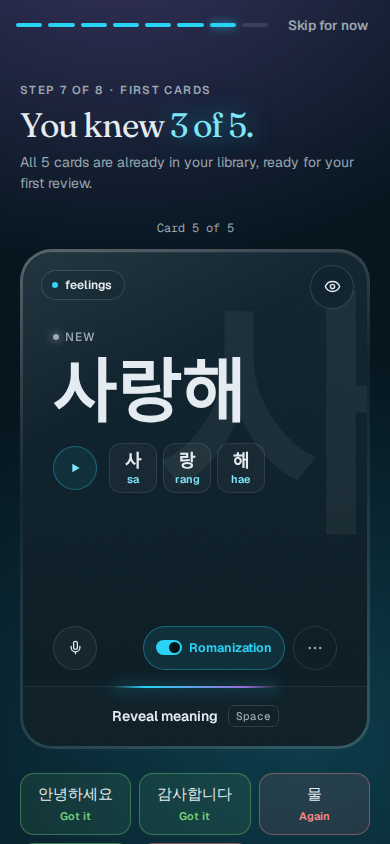 Skip for now
STEP 7 OF 8 · FIRST CARDS
You knew 3 of 5.
All 5 cards are already in your library, ready for your
first review.
Card 5 of 5
feelings
NEW
사랑해
사 랑 해
sa rang hae
Romanization
Reveal meaning Space
안녕하세요 감사합니다 물
Got it Got it Again